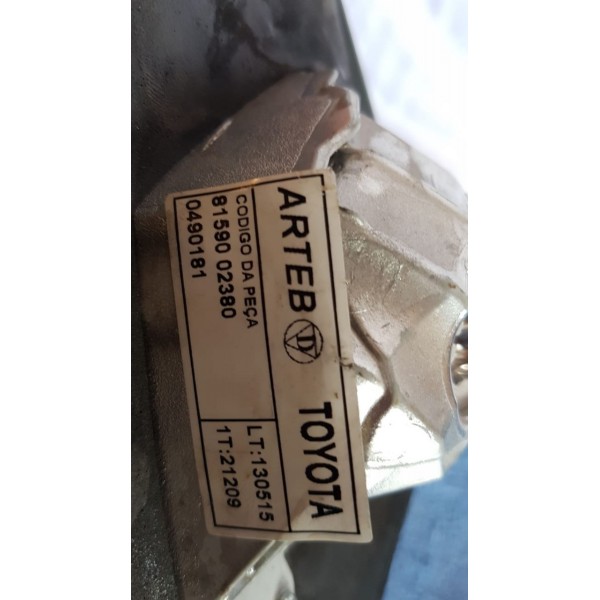 ARTEB TOYOTA
CODIGO DA PEÇA
81590 02380
0490181
LT:130515
1T:21209